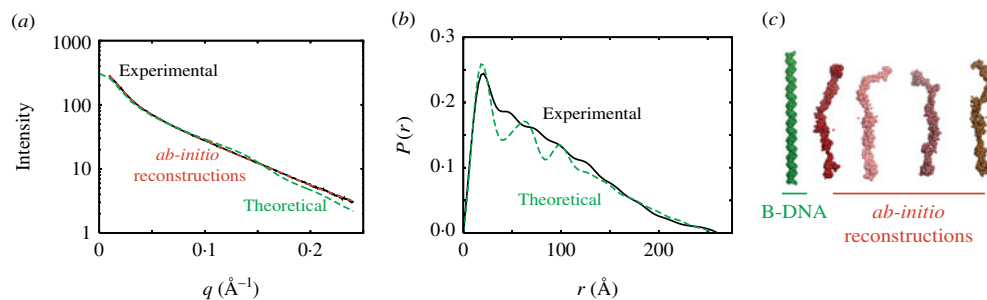 (a)
1000
100
10
1
Intensity
Experimental
ab-initio
reconstructions
Theoretical
0
0·1
0·2
q (Å⁻¹)
(b)
0·3
0·2
0·1
0
P(r)
Experimental
Theoretical
0
100
200
r (Å)
(c)
B-DNA
ab-initio
reconstructions